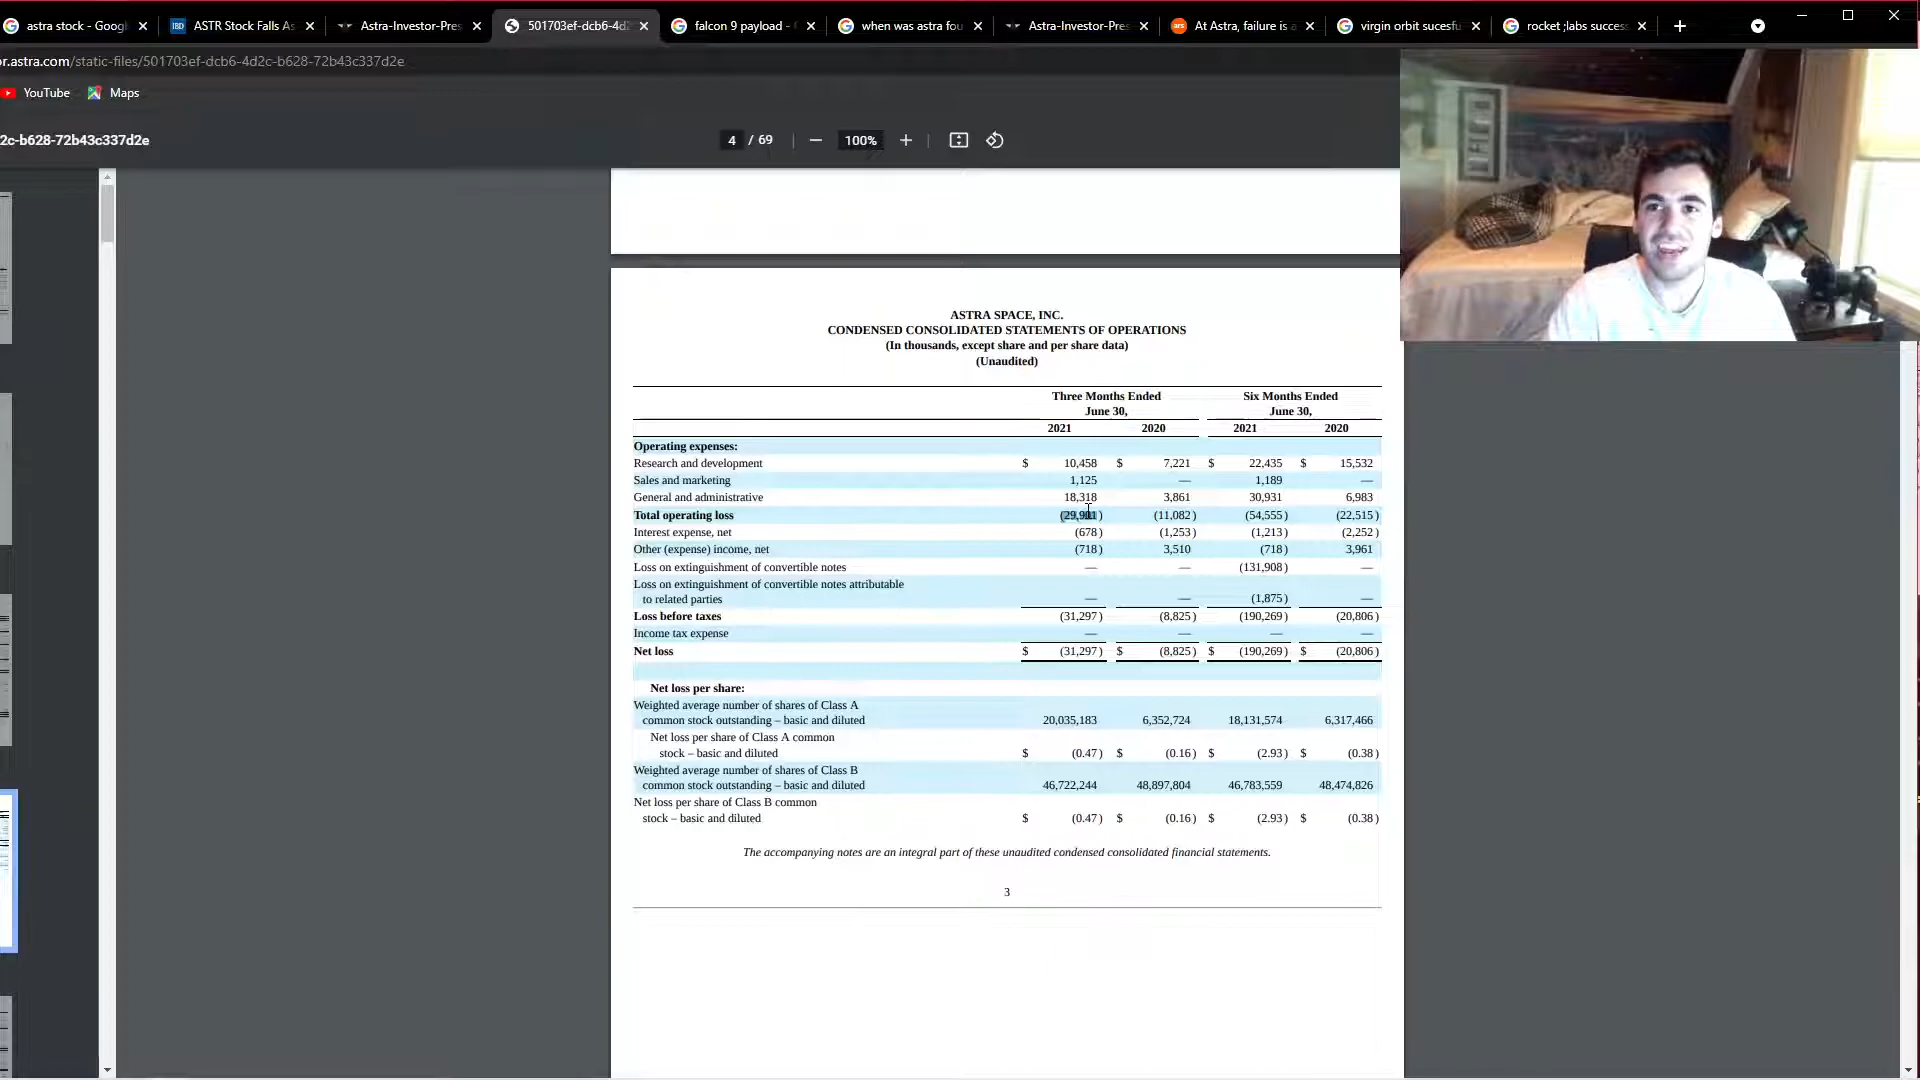 astra stock - Googl
ASTR Stock Falls As
Astra-Investor-Pres
501703ef-dcb6-4d2
falcon 9 payload -
when was astra fou
Astra-Investor-Pres
At Astra, failure is a
virgin orbit sucesfu
rocket ;labs success
or.astra.com/static-files/501703ef-dcb6-4d2c-b628-72b43c337d2e
YouTube Maps
2c-b628-72b43c337d2e
4 / 69 — 100% +
ASTRA SPACE, INC.
CONDENSED CONSOLIDATED STATEMENTS OF OPERATIONS
(In thousands, except share and per share data)
(Unaudited)
Three Months Ended Six Months Ended
June 30, June 30,
2021 2020 2021 2020
Operating expenses:
Research and development $ 10,458 $ 7,221 $ 22,435 $ 15,532
Sales and marketing 1,125 — 1,189 —
General and administrative 18,318 3,861 30,931 6,983
Total operating loss (29,901) (11,082) (54,555) (22,515)
Interest expense, net (678) (1,253) (1,213) (2,252)
Other (expense) income, net (718) 3,510 (718) 3,961
Loss on extinguishment of convertible notes — — (131,908) —
Loss on extinguishment of convertible notes attributable
to related parties — — (1,875) —
Loss before taxes (31,297) (8,825) (190,269) (20,806)
Income tax expense — — — —
Net loss $ (31,297) $ (8,825) $ (190,269) $ (20,806)
Net loss per share:
Weighted average number of shares of Class A
common stock outstanding – basic and diluted 20,035,183 6,352,724 18,131,574 6,317,466
Net loss per share of Class A common
stock – basic and diluted $ (0.47) $ (0.16) $ (2.93) $ (0.38)
Weighted average number of shares of Class B
common stock outstanding – basic and diluted 46,722,244 48,897,804 46,783,559 48,474,826
Net loss per share of Class B common
stock – basic and diluted $ (0.47) $ (0.16) $ (2.93) $ (0.38)
The accompanying notes are an integral part of these unaudited condensed consolidated financial statements.
3